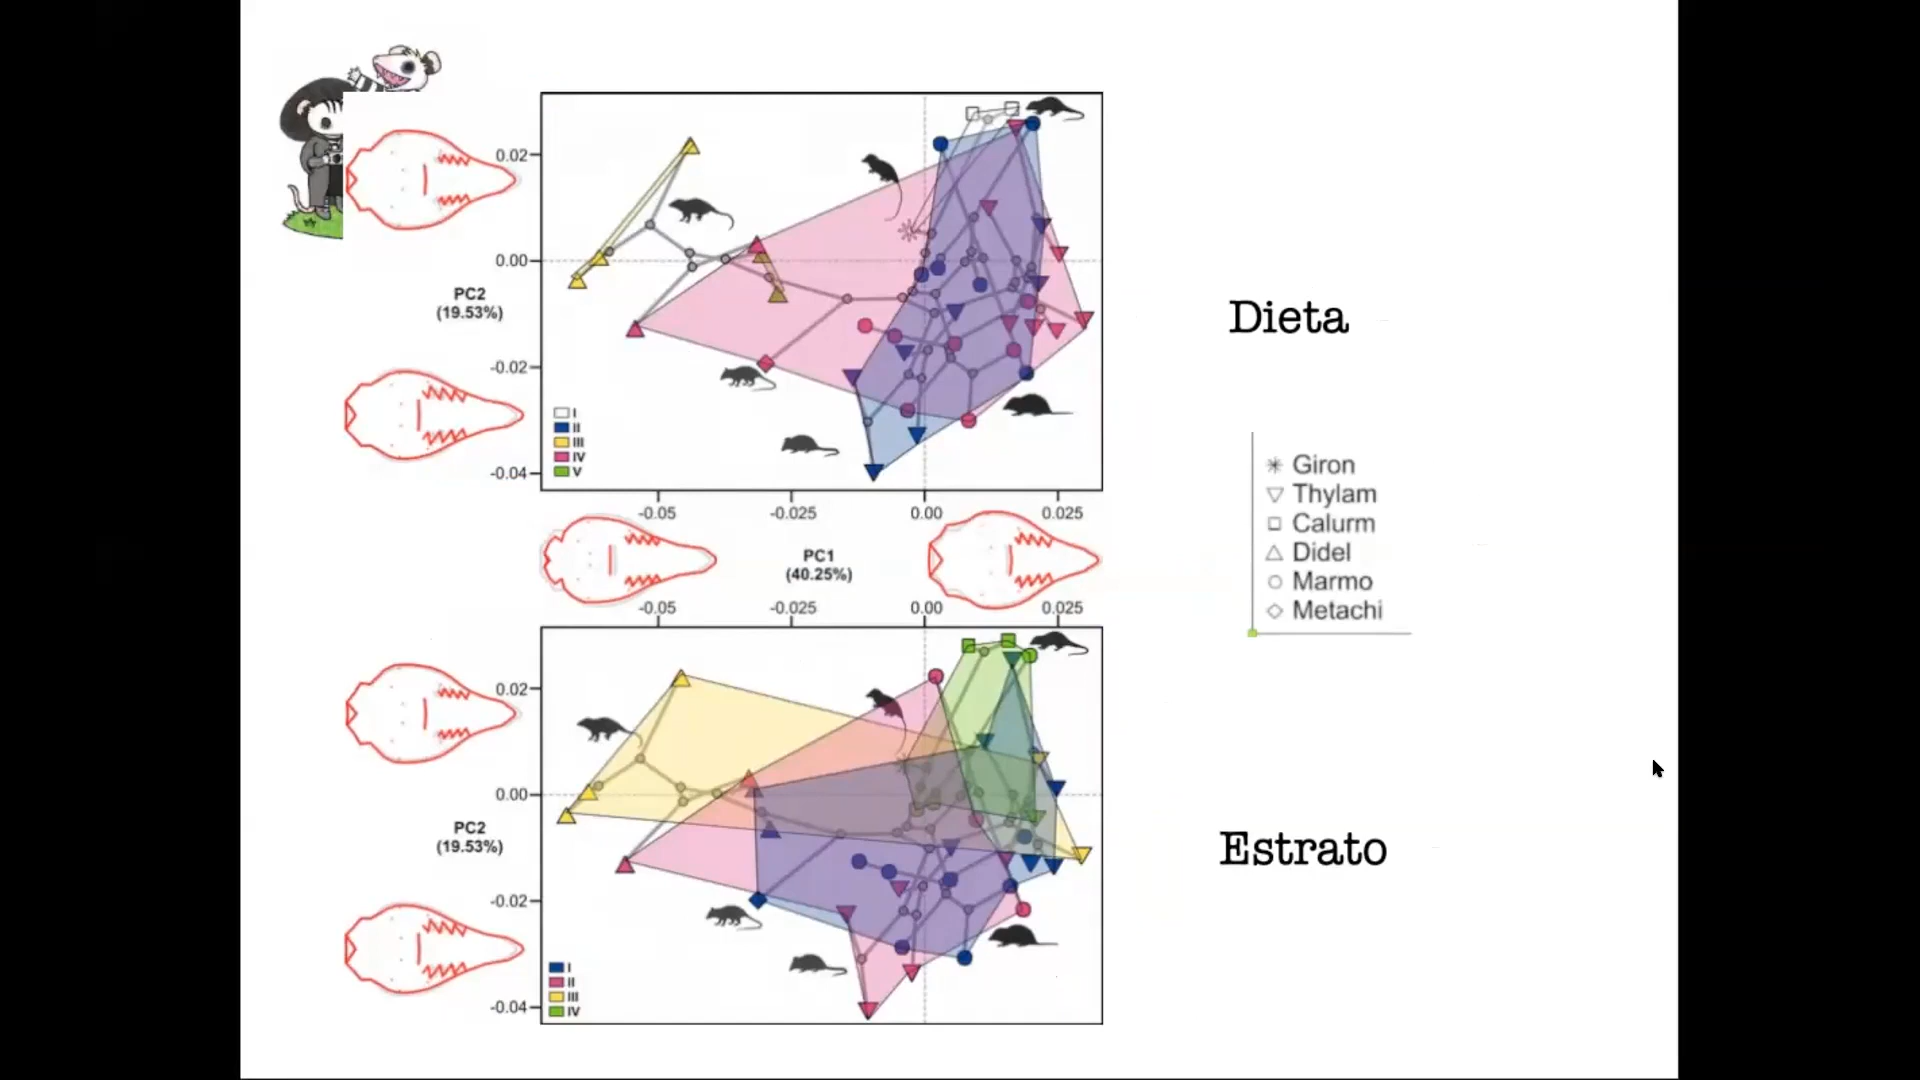 0.02
0.00
PC2
(19.53%)
-0.02
-0.04
I
II
III
IV
V
-0.05 -0.025 0.00 0.025
PC1
(40.25%)
-0.05 -0.025 0.00 0.025
0.02
0.00
PC2
(19.53%)
-0.02
-0.04
I
II
III
IV
Dieta
Giron
Thylam
Calurm
Didel
Marmo
Metachi
Estrato